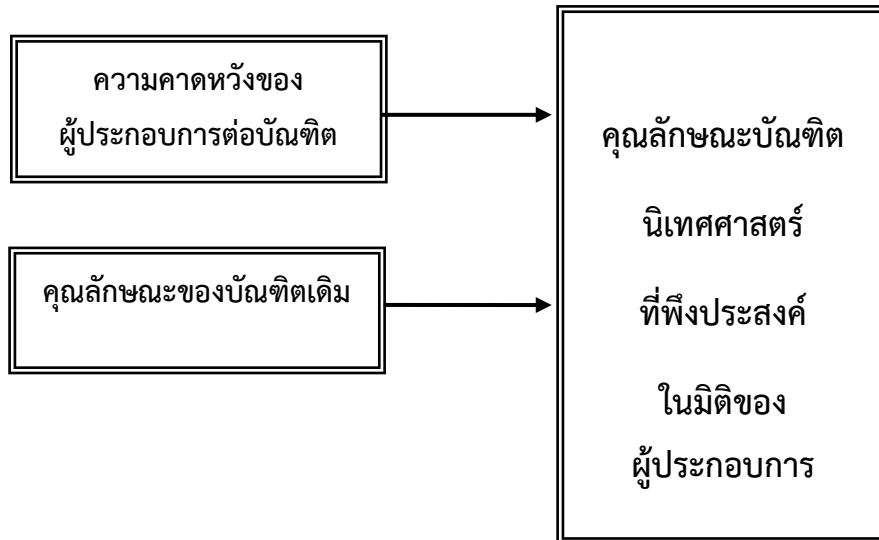 ความคาดหวังของ
ผู้ประกอบการต่อบัณฑิต
คุณลักษณะของบัณฑิตเดิม
คุณลักษณะบัณฑิต
นิเทศศาสตร์
ที่พึงประสงค์
ในมิติของ
ผู้ประกอบการ